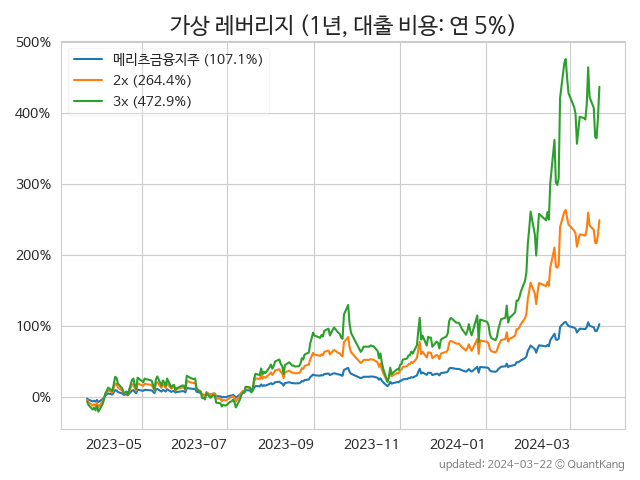 가상 레버리지 (1년, 대출 비용: 연 5%)
500%
400%
300%
200%
100%
0%
메리츠금융지주 (107.1%)
2x (264.4%)
3x (472.9%)
2023-05 2023-07 2023-09 2023-11 2024-01 2024-03
updated: 2024-03-22 © QuantKang